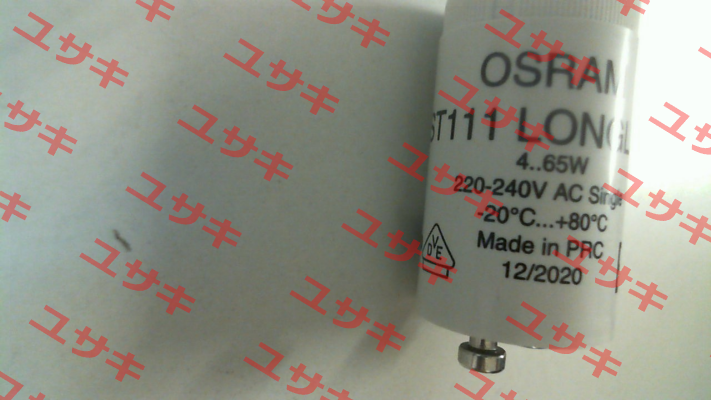 OSRAM
ST111 LONGL
4..65W
220-240V AC Single
-20°C...+80°C
Made in PRC
12/2020
VDE
ユサキ